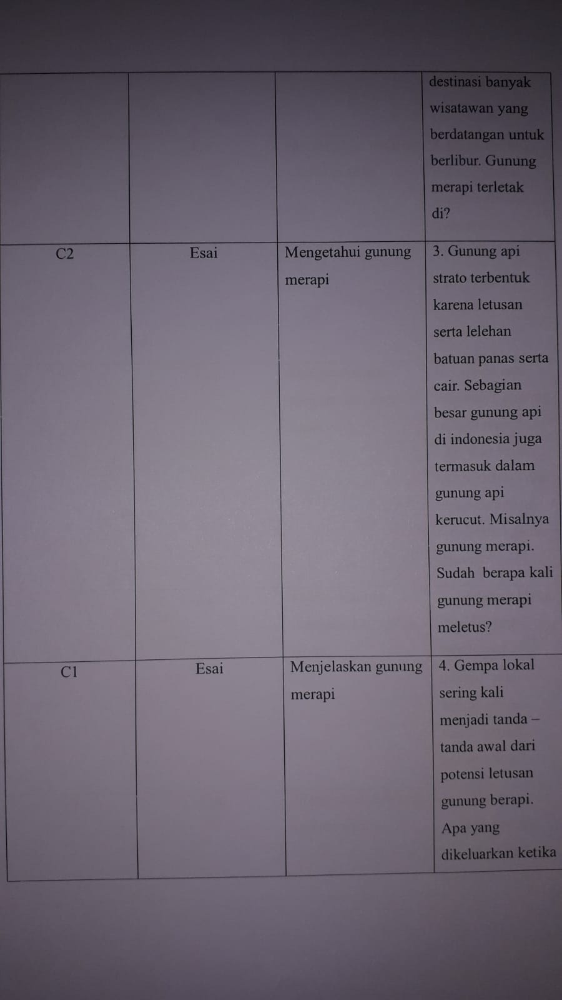 destinasi banyak
wisatawan yang
berdatangan untuk
berlibur. Gunung
merapi terletak
di?
C2
Esai
Mengetahui gunung
merapi
3. Gunung api
strato terbentuk
karena letusan
serta lelehan
batuan panas serta
cair. Sebagian
besar gunung api
di indonesia juga
termasuk dalam
gunung api
kerucut. Misalnya
gunung merapi.
Sudah berapa kali
gunung merapi
meletus?
C1
Esai
Menjelaskan gunung
merapi
4. Gempa lokal
sering kali
menjadi tanda –
tanda awal dari
potensi letusan
gunung berapi.
Apa yang
dikeluarkan ketika